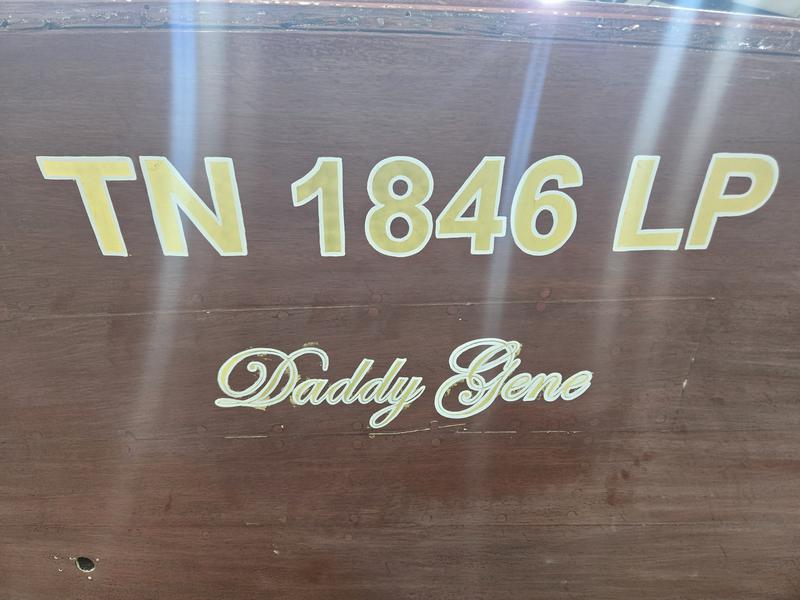 TN 1846 LP
Daddy Gene